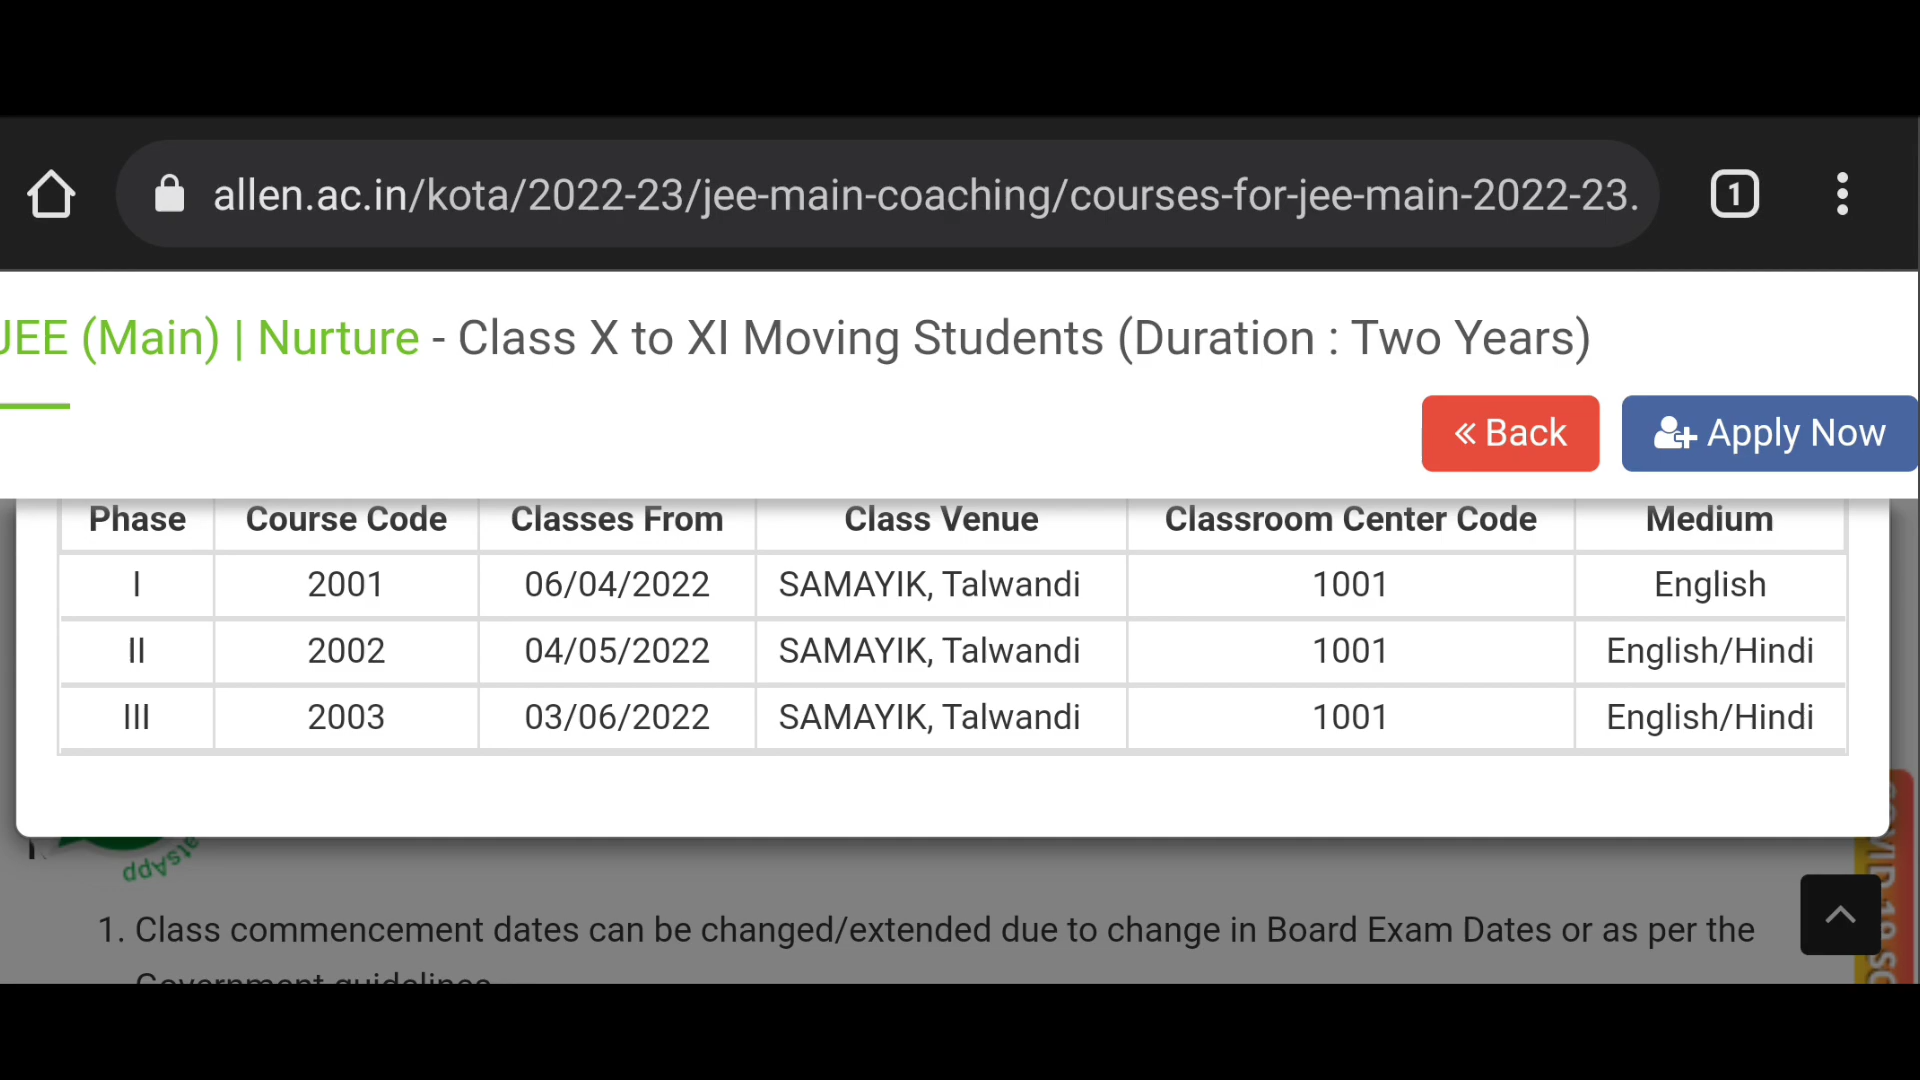 allen.ac.in/kota/2022-23/jee-main-coaching/courses-for-jee-main-2022-23.
1
JEE (Main) | Nurture - Class X to XI Moving Students (Duration : Two Years)
« Back Apply Now
Phase Course Code Classes From Class Venue Classroom Center Code Medium
I 2001 06/04/2022 SAMAYIK, Talwandi 1001 English
II 2002 04/05/2022 SAMAYIK, Talwandi 1001 English/Hindi
III 2003 03/06/2022 SAMAYIK, Talwandi 1001 English/Hindi
1. Class commencement dates can be changed/extended due to change in Board Exam Dates or as per the
Government guidelines